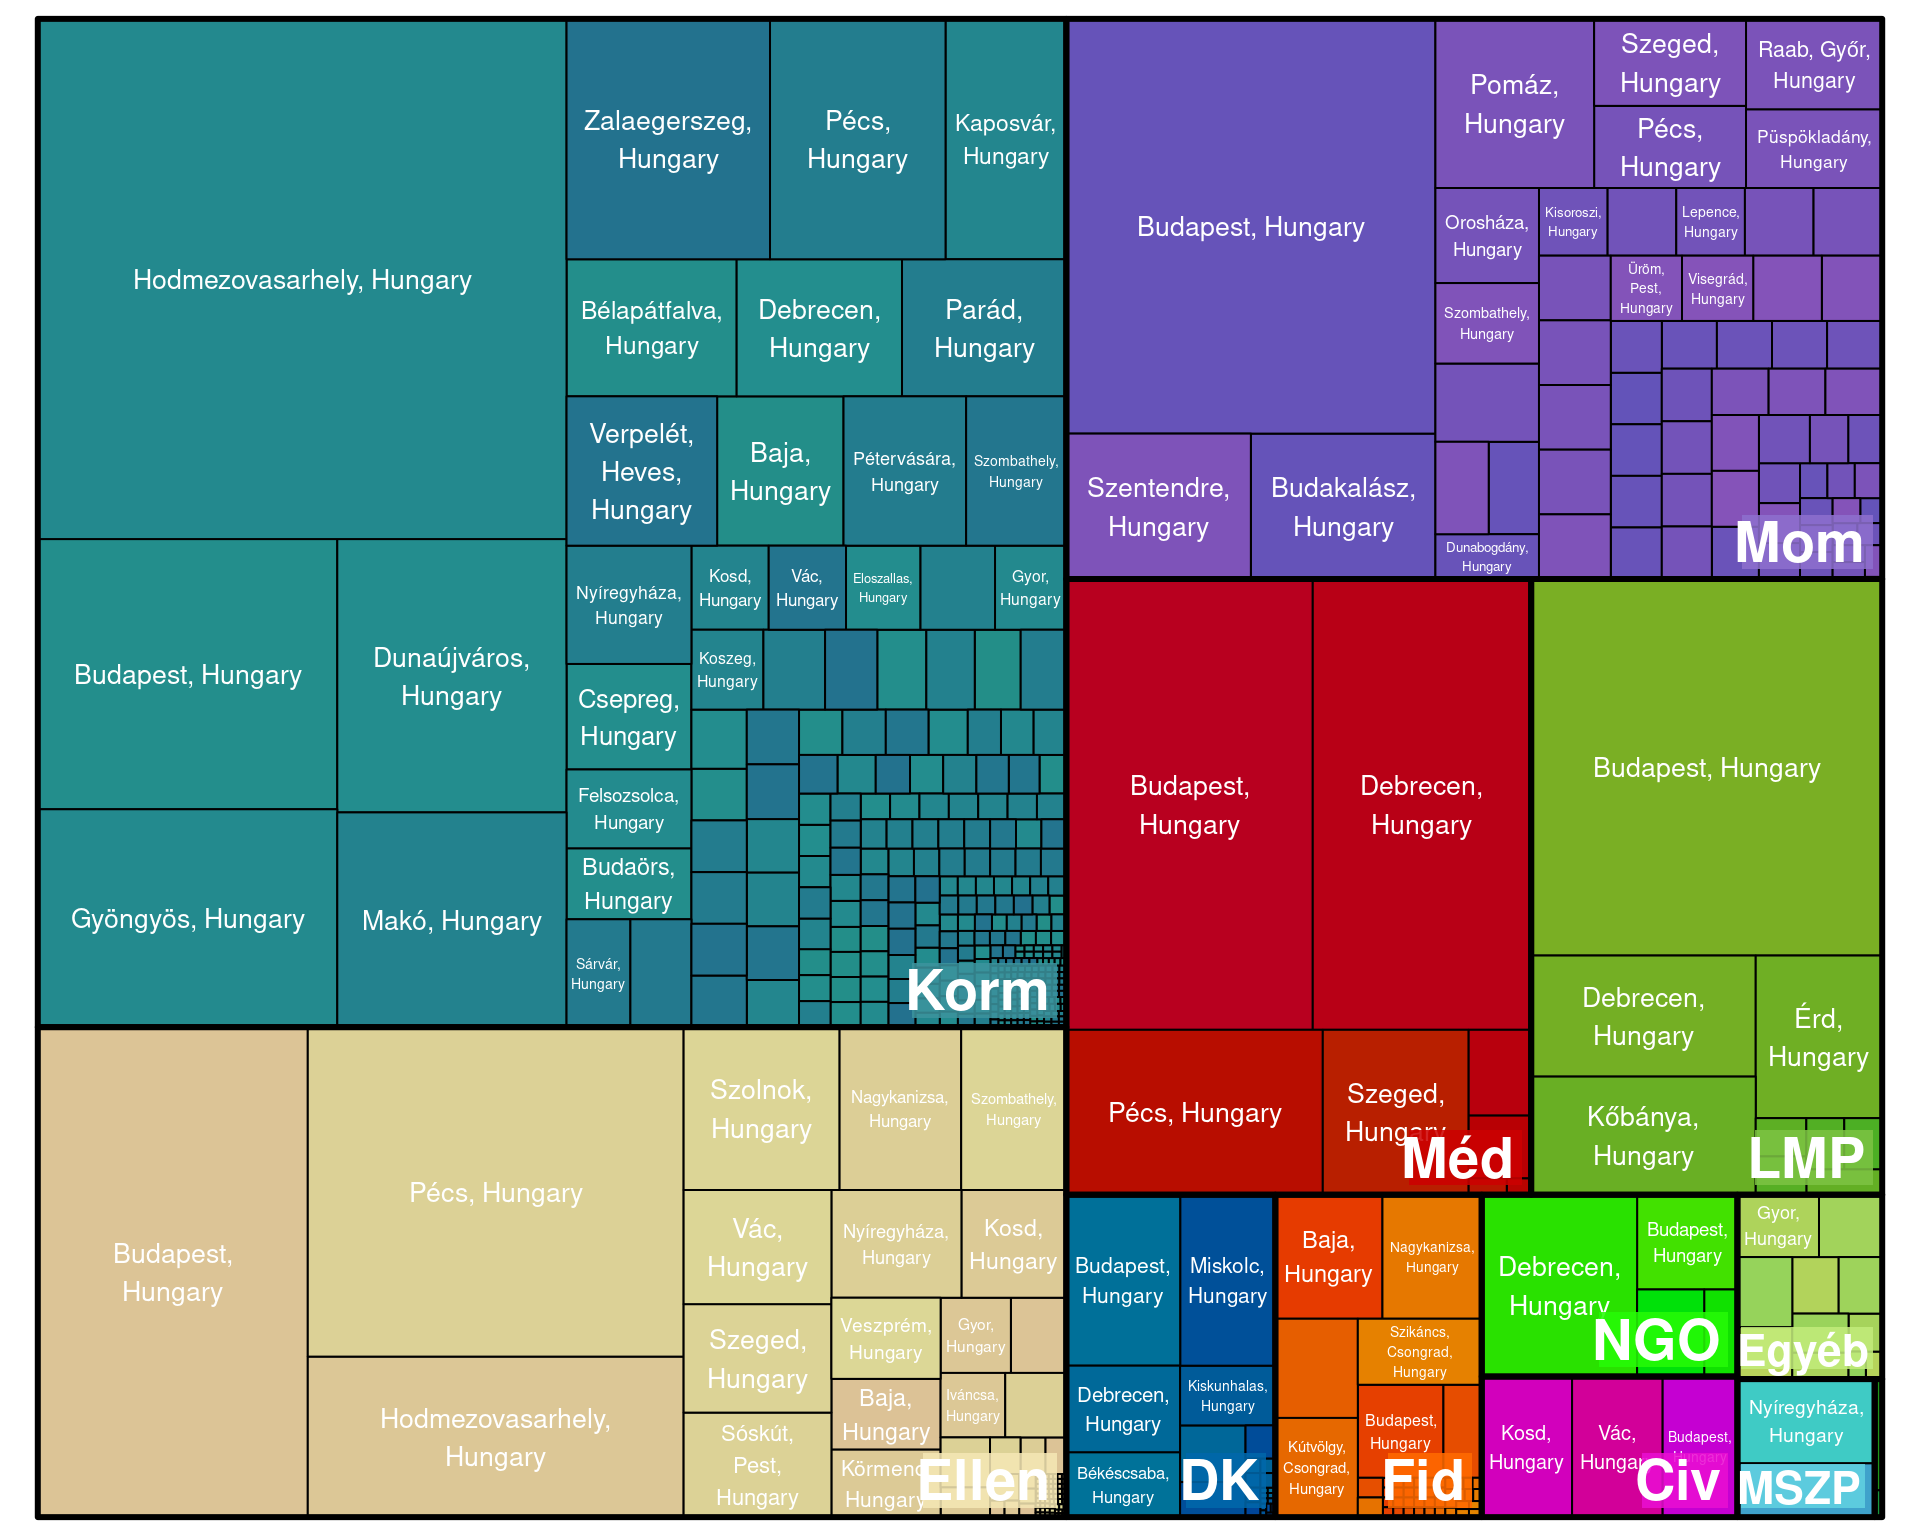 Hodmezovasarhely, Hungary
Budapest, Hungary
Dunaújváros,
Hungary
Gyöngyös, Hungary
Makó, Hungary
Zalaegerszeg,
Hungary
Pécs,
Hungary
Kaposvár,
Hungary
Bélapátfalva,
Hungary
Debrecen,
Hungary
Parád,
Hungary
Verpelét,
Heves,
Hungary
Baja,
Hungary
Pétervására,
Hungary
Szombathely,
Hungary
Nyíregyháza,
Hungary
Kosd,
Hungary
Vác,
Hungary
Eloszallas,
Hungary
Gyor,
Hungary
Koszeg,
Hungary
Csepreg,
Hungary
Felsozsolca,
Hungary
Budaörs,
Hungary
Sárvár,
Hungary
Korm
Budapest, Hungary
Szentendre,
Hungary
Budakalász,
Hungary
Pomáz,
Hungary
Szeged,
Hungary
Raab, Győr,
Hungary
Pécs,
Hungary
Püspökladány,
Hungary
Orosháza,
Hungary
Kisoroszi,
Hungary
Lepence,
Hungary
Szombathely,
Hungary
Üröm,
Pest,
Hungary
Visegrád,
Hungary
Dunabogdány,
Hungary
Mom
Budapest,
Hungary
Debrecen,
Hungary
Pécs, Hungary
Szeged,
Hungary
Méd
Budapest, Hungary
Debrecen,
Hungary
Érd,
Hungary
Kőbánya,
Hungary
LMP
Budapest,
Hungary
Pécs, Hungary
Hodmezovasarhely,
Hungary
Szolnok,
Hungary
Nagykanizsa,
Hungary
Szombathely,
Hungary
Vác,
Hungary
Nyíregyháza,
Hungary
Kosd,
Hungary
Szeged,
Hungary
Veszprém,
Hungary
Gyor,
Hungary
Baja,
Hungary
Iváncsa,
Hungary
Sóskút,
Pest,
Hungary
Körmend,
Hungary
Ellen
Budapest,
Hungary
Miskolc,
Hungary
Debrecen,
Hungary
Kiskunhalas,
Hungary
Békéscsaba,
Hungary
DK
Baja,
Hungary
Nagykanizsa,
Hungary
Szikáncs,
Csongrad,
Hungary
Budapest,
Hungary
Kútvölgy,
Csongrad,
Hungary
Fid
Debrecen,
Hungary
Budapest,
Hungary
NGO
Gyor,
Hungary
Egyéb
Kosd,
Hungary
Vác,
Hungary
Budapest,
Hungary
Civ
Nyíregyháza,
Hungary
MSZP